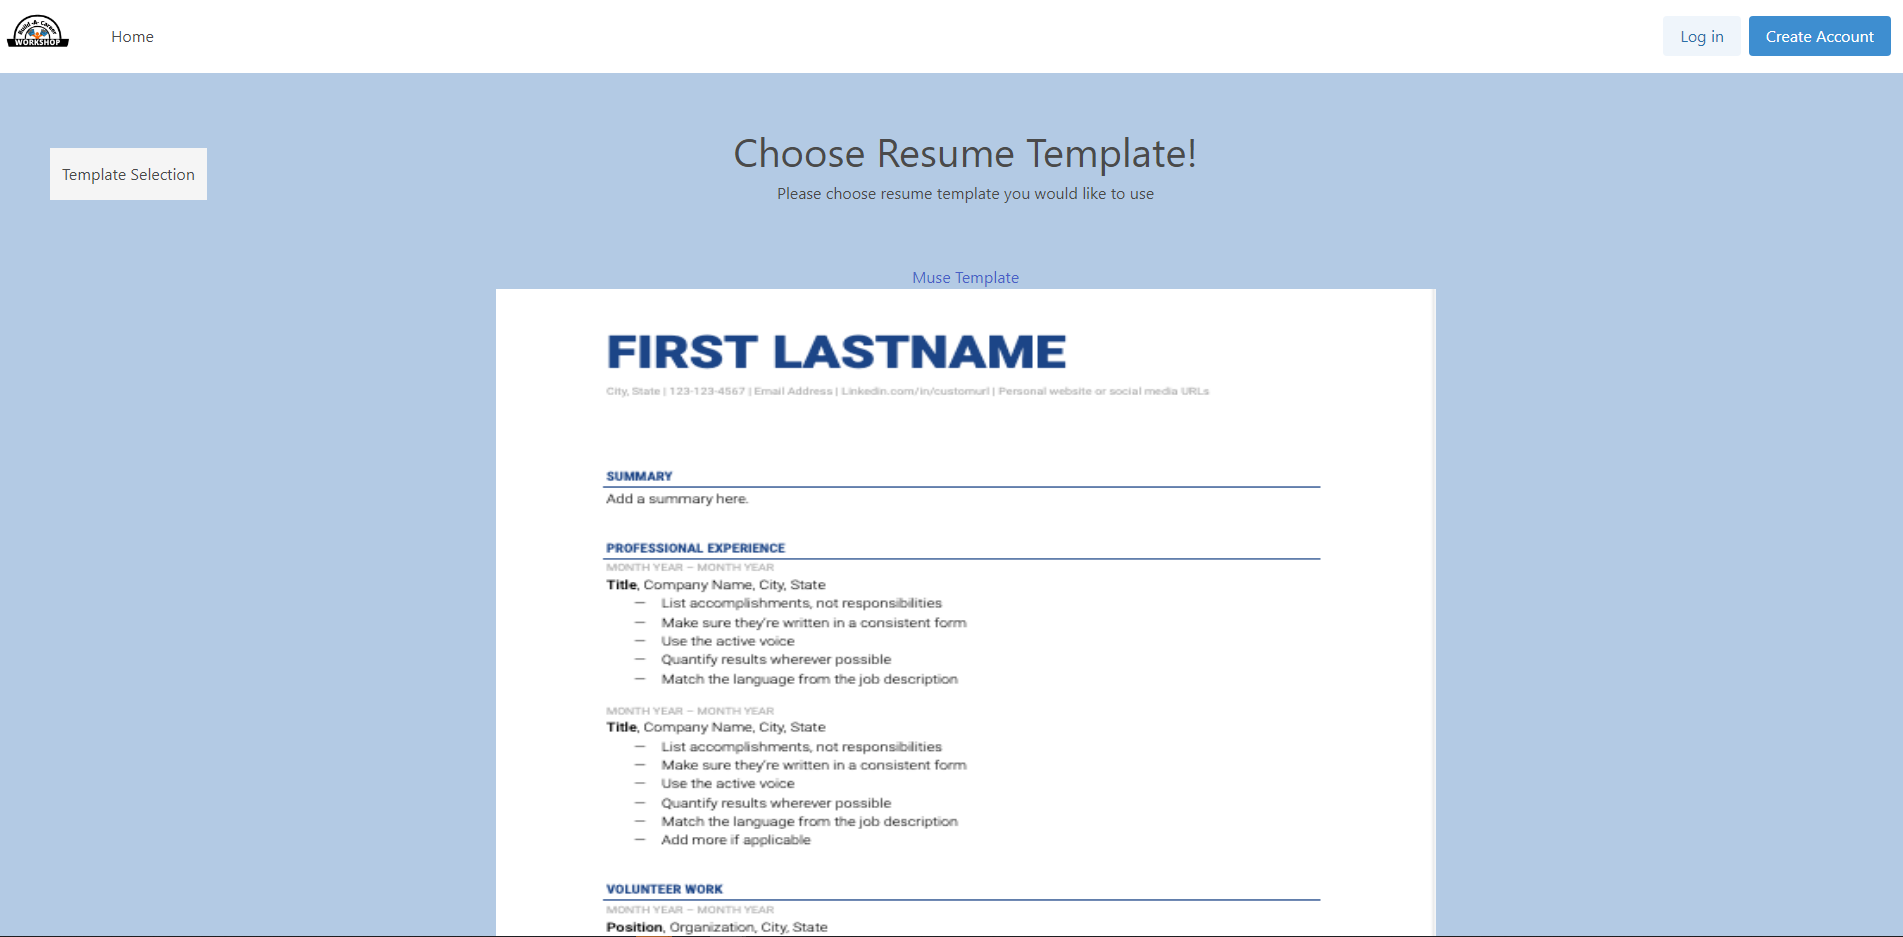 Build -A- Career
WORKSHOP
Home
Log in
Create Account
Template Selection
Choose Resume Template!
Please choose resume template you would like to use
Muse Template
FIRST LASTNAME
City, State | 123-123-4567 | Email Address | Linkedin.com/in/customurl | Personal website or social media URLs
SUMMARY
Add a summary here.
PROFESSIONAL EXPERIENCE
MONTH YEAR – MONTH YEAR
Title, Company Name, City, State
— List accomplishments, not responsibilities
— Make sure they're written in a consistent form
— Use the active voice
— Quantify results wherever possible
— Match the language from the job description
MONTH YEAR – MONTH YEAR
Title, Company Name, City, State
— List accomplishments, not responsibilities
— Make sure they're written in a consistent form
— Use the active voice
— Quantify results wherever possible
— Match the language from the job description
— Add more if applicable
VOLUNTEER WORK
MONTH YEAR – MONTH YEAR
Position, Organization, City, State